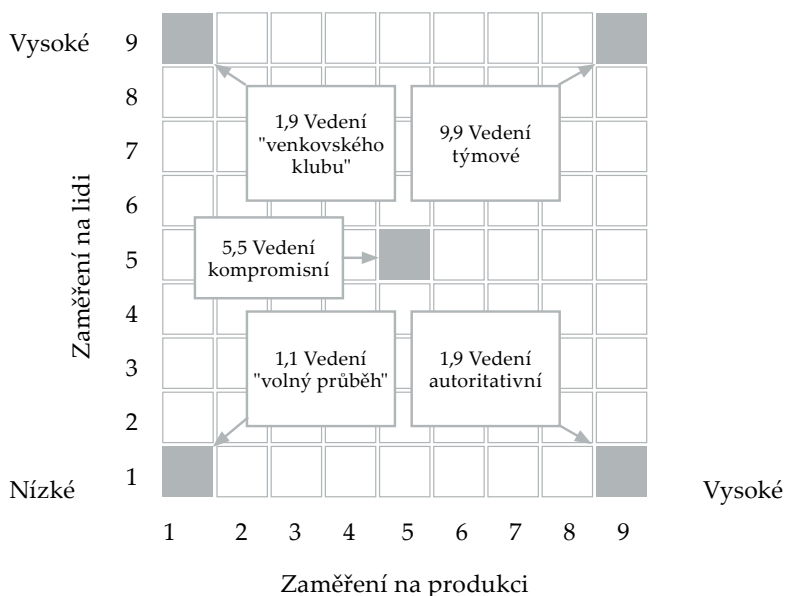 Vysoké
9
8
7
6
5
4
3
2
1
Zaměření na lidi
1,9 Vedení
"venkovského
klubu"
9,9 Vedení
týmové
5,5 Vedení
kompromisní
1,1 Vedení
"volný průběh"
1,9 Vedení
autoritativní
Nízké
Vysoké
1 2 3 4 5 6 7 8 9
Zaměření na produkci